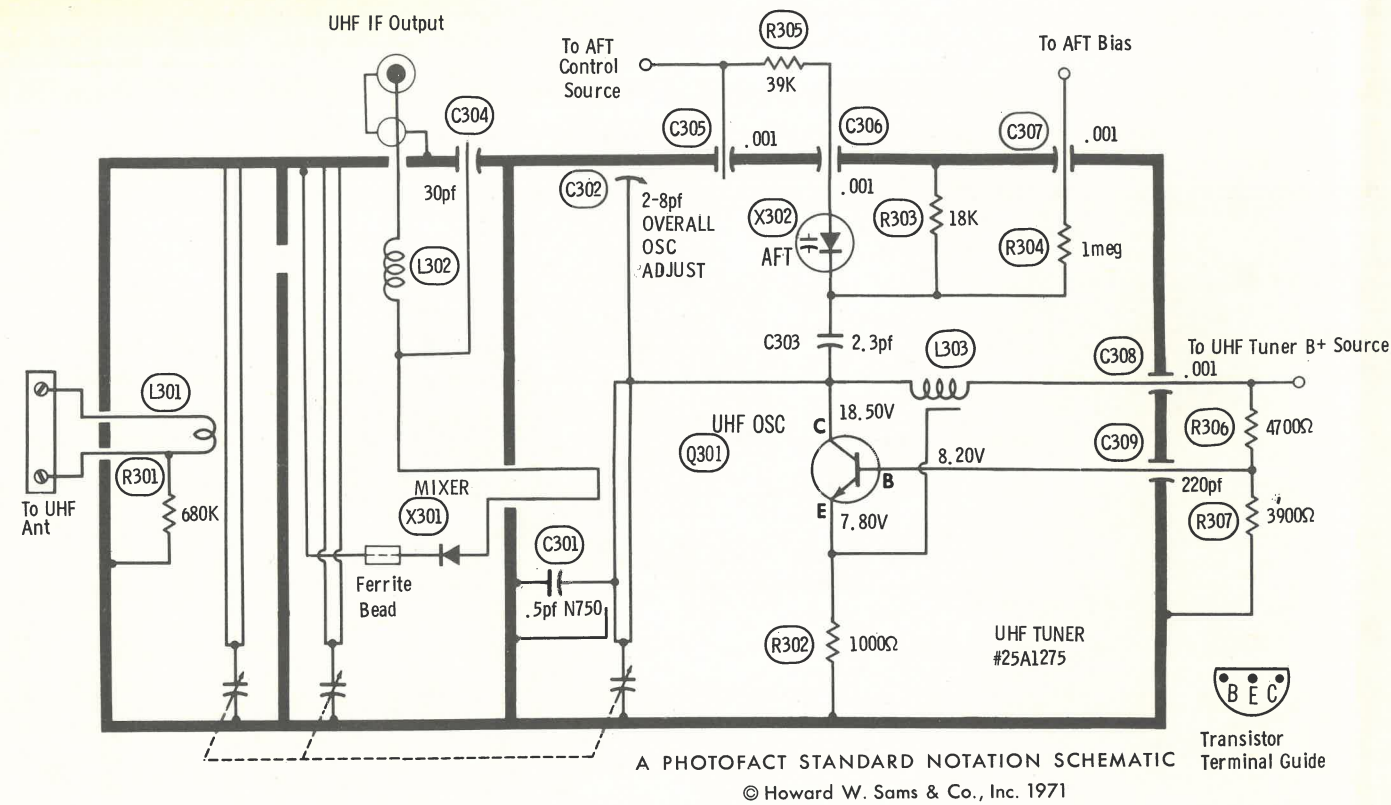 UHF IF Output
To AFT
Control
Source
R305
39K
To AFT Bias
C304
30pf
C305
.001
C306
.001
C307
.001
C302
2-8pf
OVERALL
OSC
ADJUST
X302
AFT
R303
18K
R304
1meg
L302
C303
2.3pf
L303
C308
To UHF Tuner B+ Source
.001
L301
R301
680K
To UHF
Ant
UHF OSC
Q301
18.50V
C
B
E
8.20V
7.80V
C309
220pf
R306
4700Ω
R307
3900Ω
MIXER
X301
Ferrite
Bead
C301
.5pf N750
R302
1000Ω
UHF TUNER
#25A1275
B E C
Transistor
Terminal Guide
A PHOTOFACT STANDARD NOTATION SCHEMATIC
© Howard W. Sams & Co., Inc. 1971